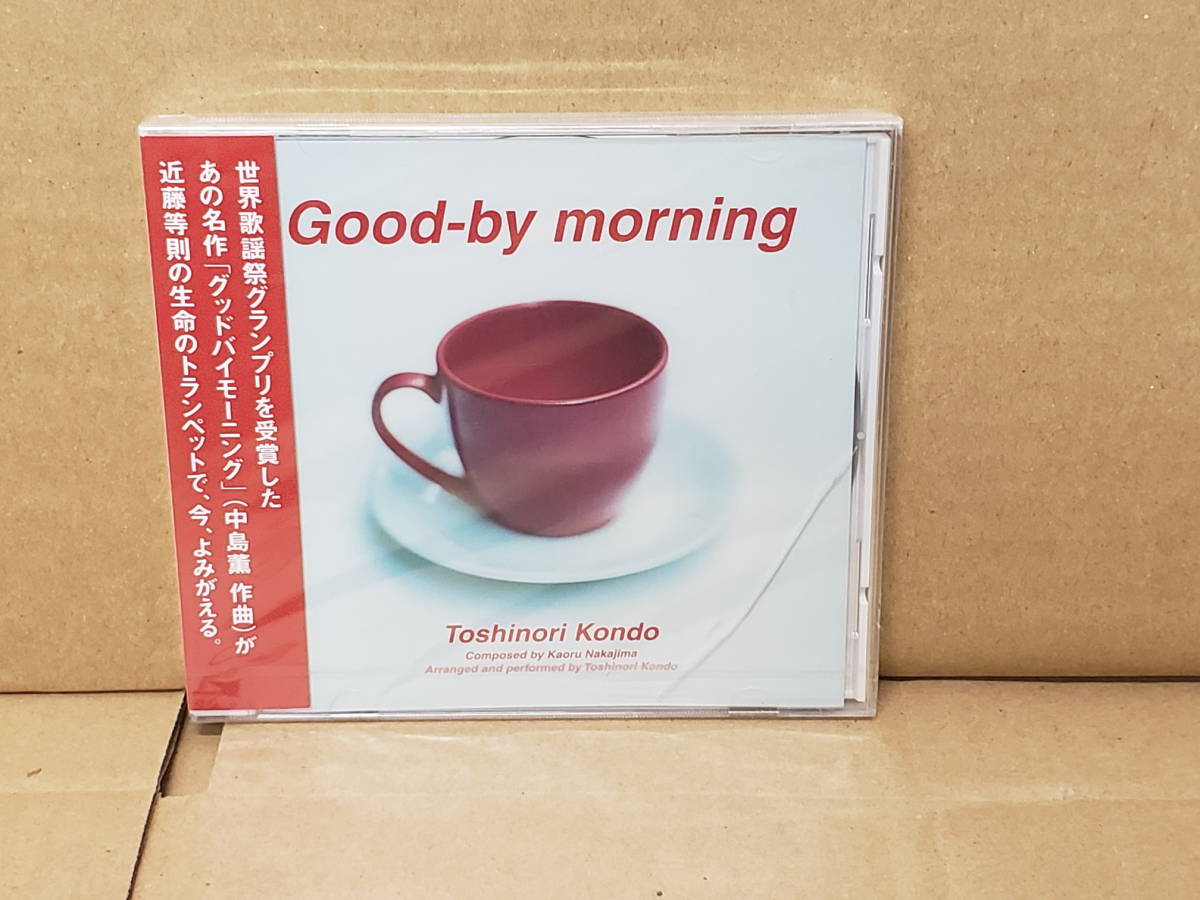 世界歌謡祭グランプリを受賞した
あの名作「グッドバイモーニング」(中島薫 作曲)が
近藤等則の生命のトランペットで、今、よみがえる。
Good-by morning
Toshinori Kondo
Composed by Kaoru Nakajima
Arranged and performed by Toshinori Kondo